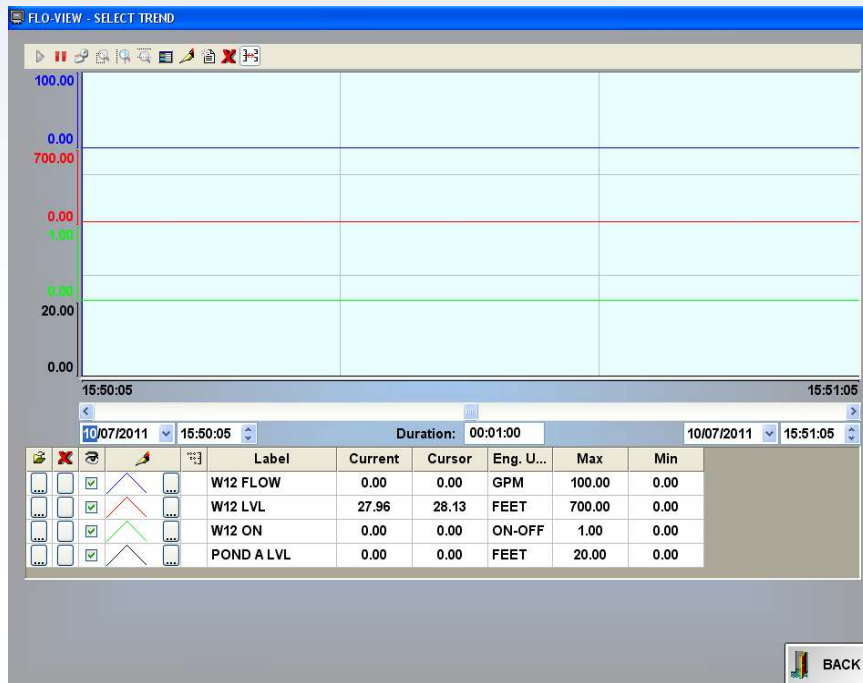 FLO-VIEW - SELECT TREND
100.00
0.00
700.00
0.00
1.00
0.00
20.00
0.00
15:50:05 15:51:05
10/07/2011 15:50:05 Duration: 00:01:00 10/07/2011 15:51:05
Label Current Cursor Eng. U... Max Min
... ... W12 FLOW 0.00 0.00 GPM 100.00 0.00
... ... W12 LVL 27.96 28.13 FEET 700.00 0.00
... ... W12 ON 0.00 0.00 ON-OFF 1.00 0.00
... ... POND A LVL 0.00 0.00 FEET 20.00 0.00
BACK